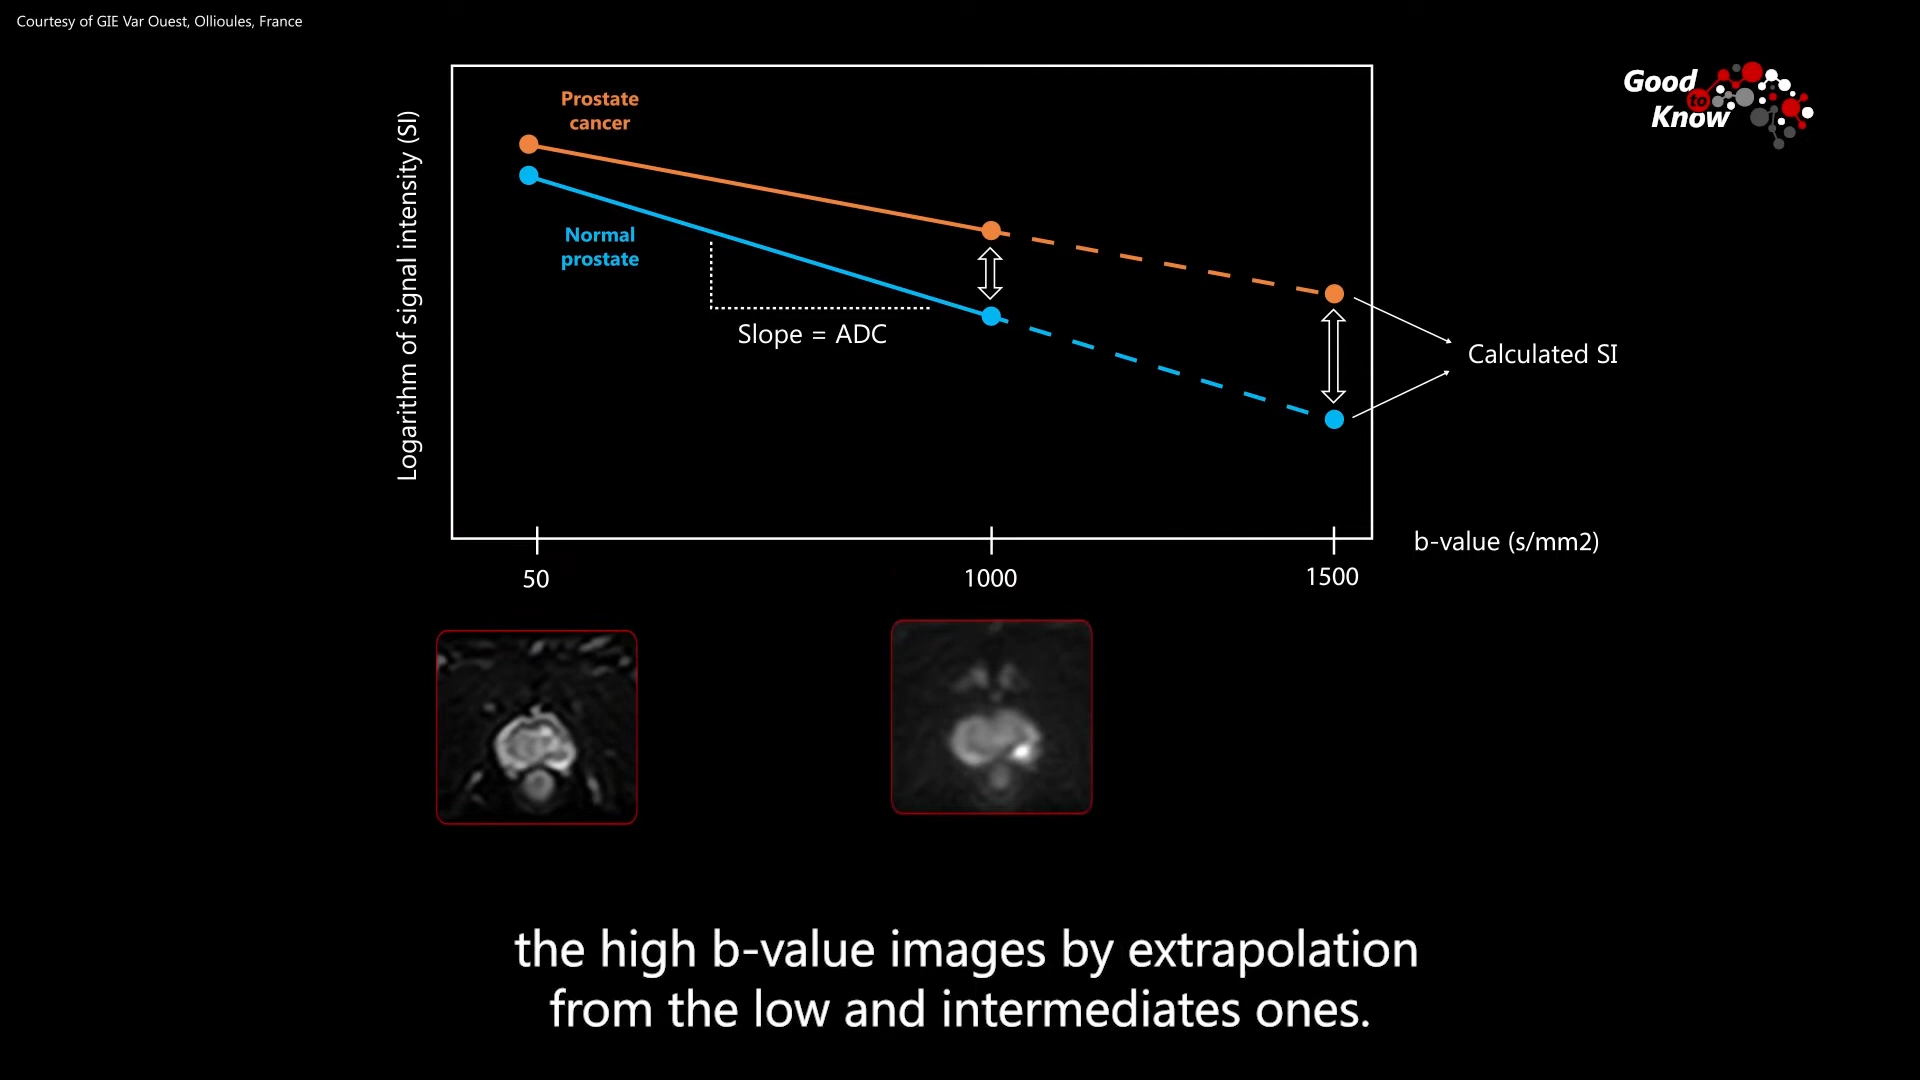 Courtesy of GIE Var Ouest, Ollioules, France
Good
to
Know
Prostate
cancer
Normal
prostate
Logarithm of signal intensity (SI)
Slope = ADC
Calculated SI
b-value (s/mm2)
50
1000
1500
the high b-value images by extrapolation
from the low and intermediates ones.